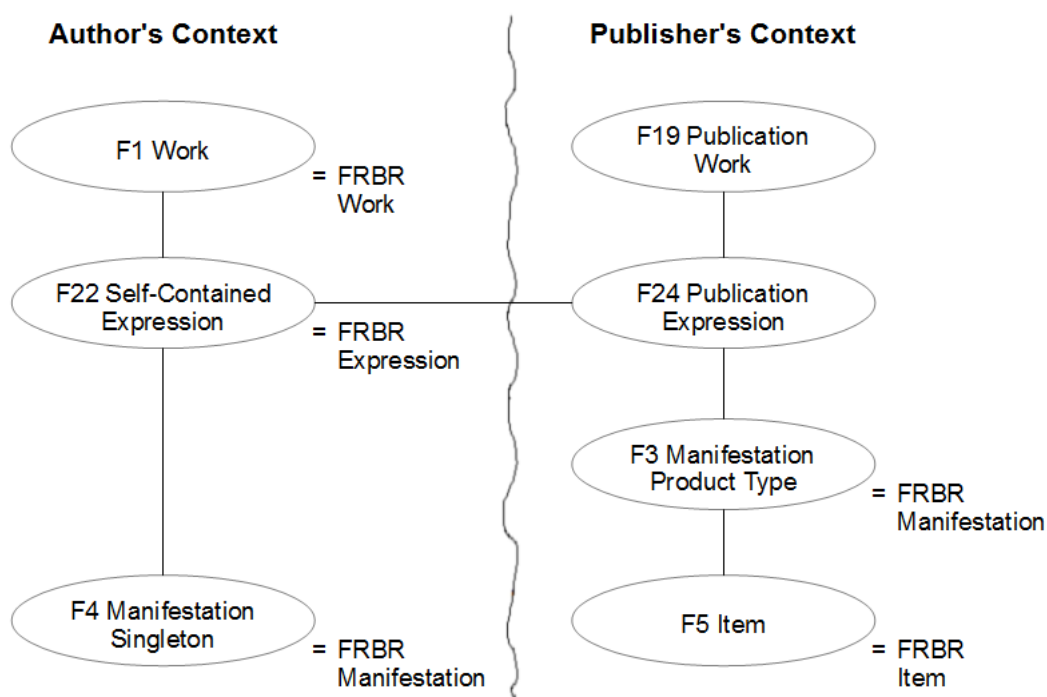 Author's Context
Publisher's Context
F1 Work
= FRBR
Work
F19 Publication
Work
F22 Self-Contained
Expression
= FRBR
Expression
F24 Publication
Expression
F3 Manifestation
Product Type
= FRBR
Manifestation
F4 Manifestation
Singleton
= FRBR
Manifestation
F5 Item
= FRBR
Item